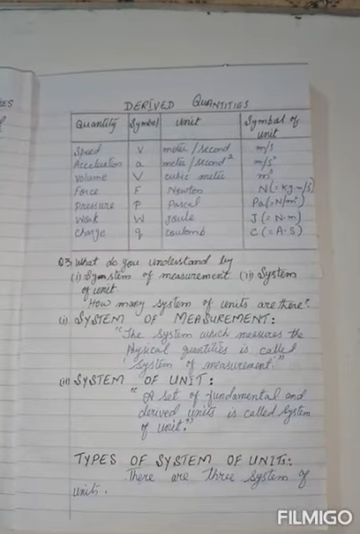 DERIVED QUANTITIES
Quantity Symbol Unit Symbol of unit
Speed v meter/second m/s
Acceleration a meter/second² m/s²
Volume V cubic meter m³
Force F Newton N(=kg.m/s)
Pressure P Pascal Pa(=N/m²)
Work W Joule J(=N.m)
Charge q coulomb C(=A.S)
Q3. What do you understand by
(i) System of measurement (ii) System
of unit.
How many system of units are there?
(i) SYSTEM OF MEASUREMENT:
"The system which measures the
physical quantities is called
system of measurement."
(ii) SYSTEM OF UNIT:
"A set of fundamental and
derived units is called system
of unit."
TYPES OF SYSTEM OF UNITS:
There are three system of
units.
FILMIGO